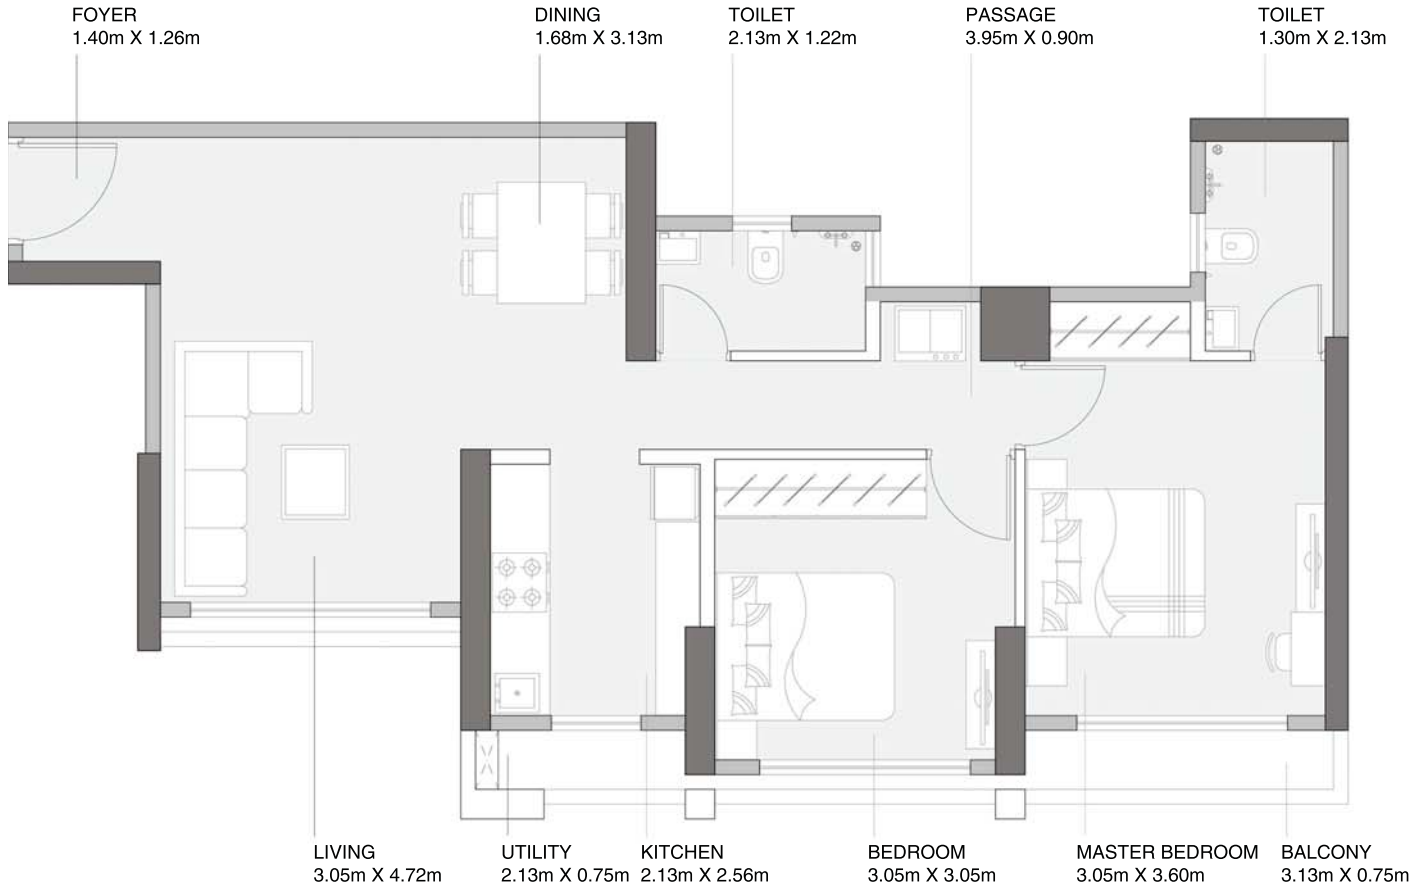 FOYER
1.40m X 1.26m
DINING
1.68m X 3.13m
TOILET
2.13m X 1.22m
PASSAGE
3.95m X 0.90m
TOILET
1.30m X 2.13m
LIVING
3.05m X 4.72m
UTILITY
2.13m X 0.75m
KITCHEN
2.13m X 2.56m
BEDROOM
3.05m X 3.05m
MASTER BEDROOM
3.05m X 3.60m
BALCONY
3.13m X 0.75m